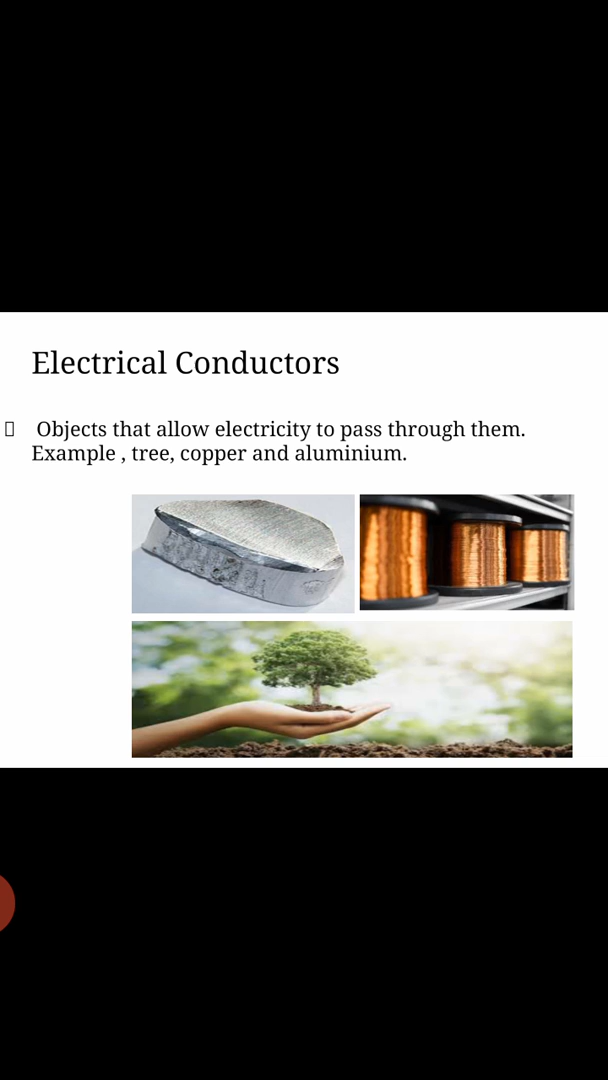 Electrical Conductors
Objects that allow electricity to pass through them.
Example , tree, copper and aluminium.